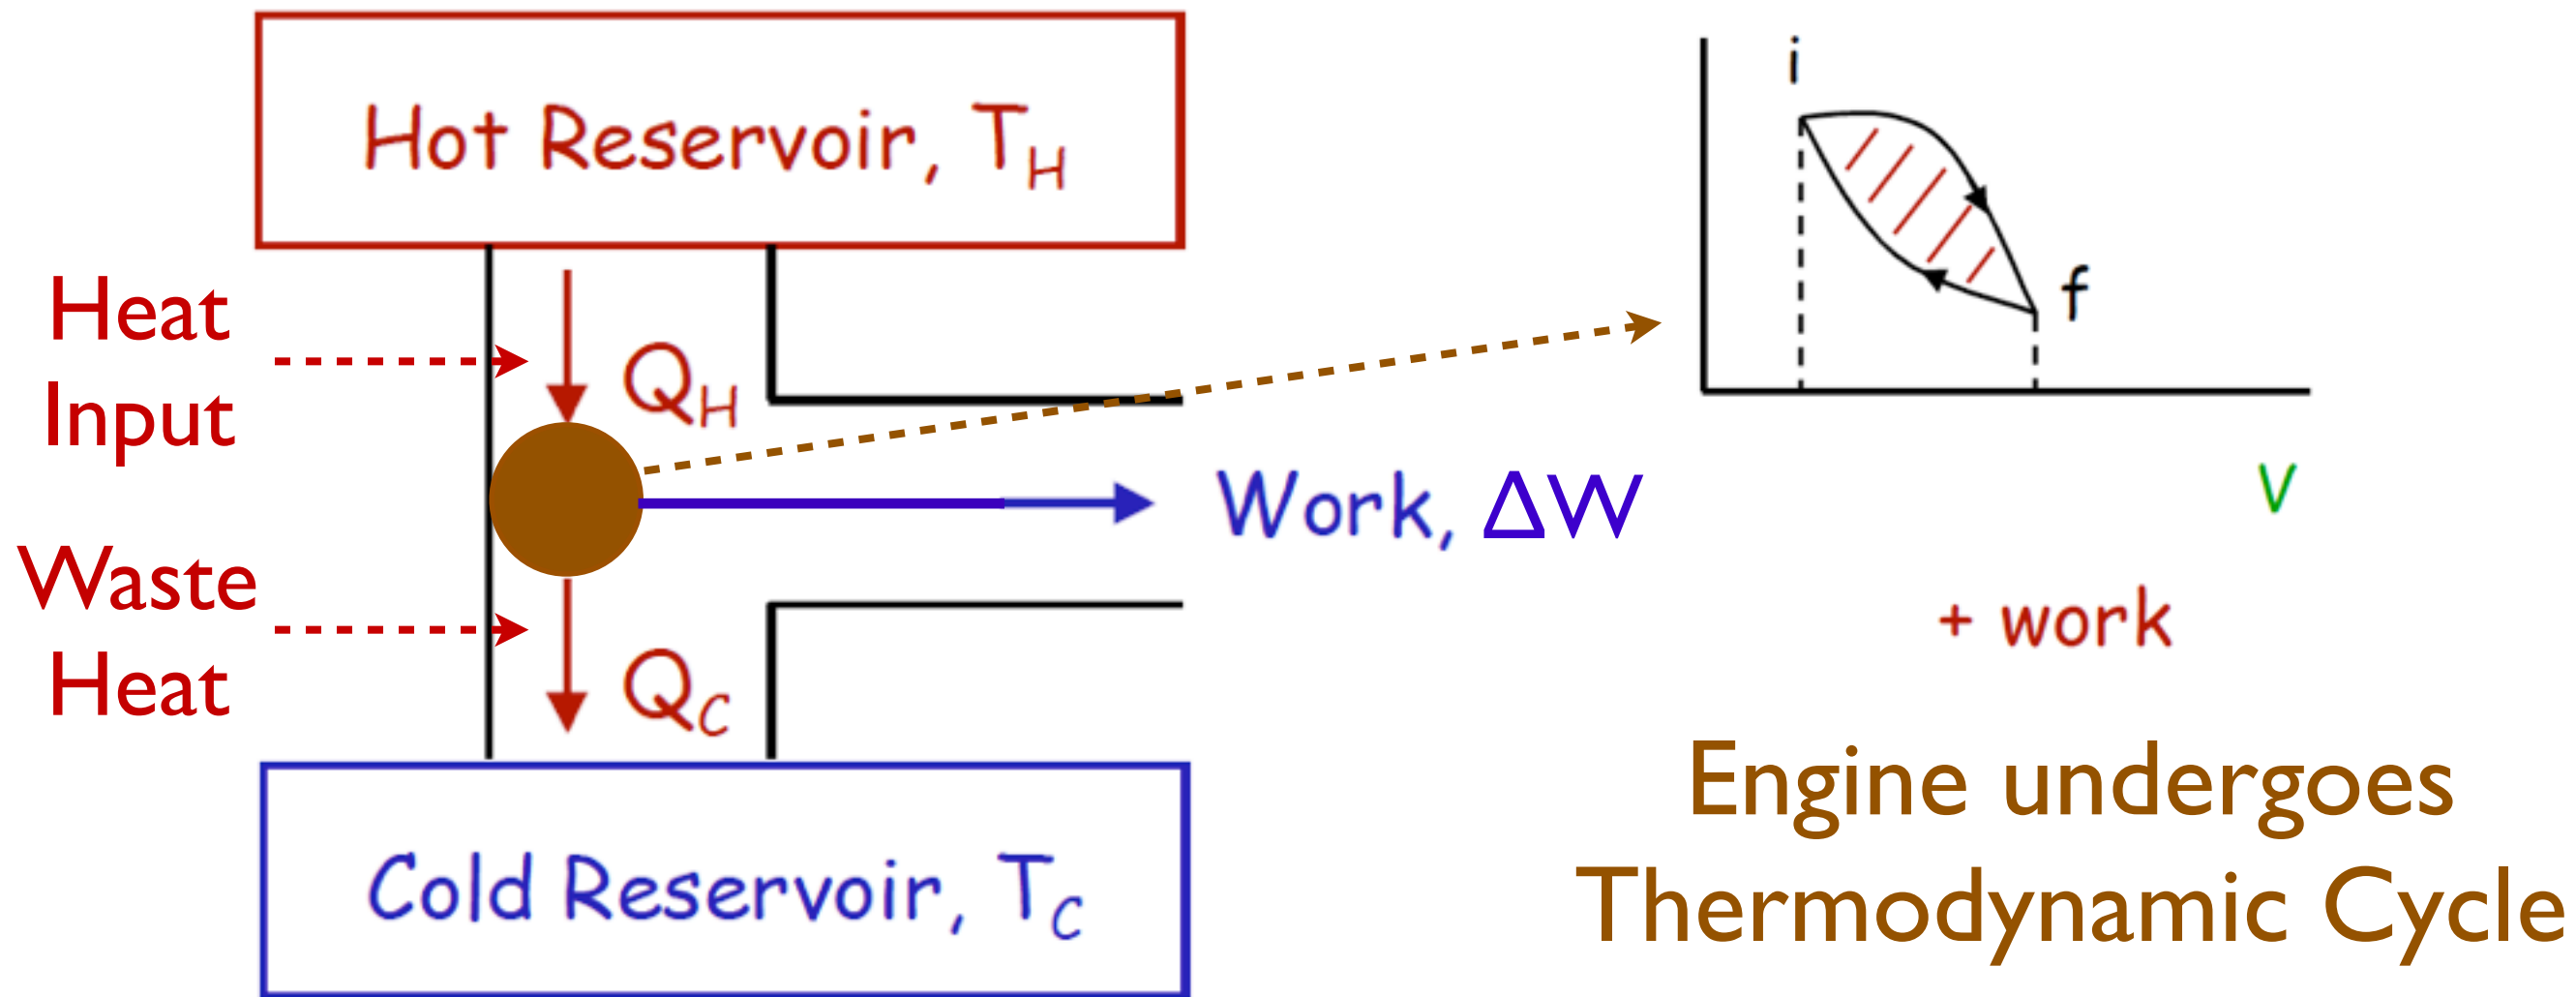 Hot Reservoir, T_H
i
f
Heat
Input
Q_H
Work, ΔW
V
Waste
Heat
Q_C
+ work
Cold Reservoir, T_C
Engine undergoes
Thermodynamic Cycle